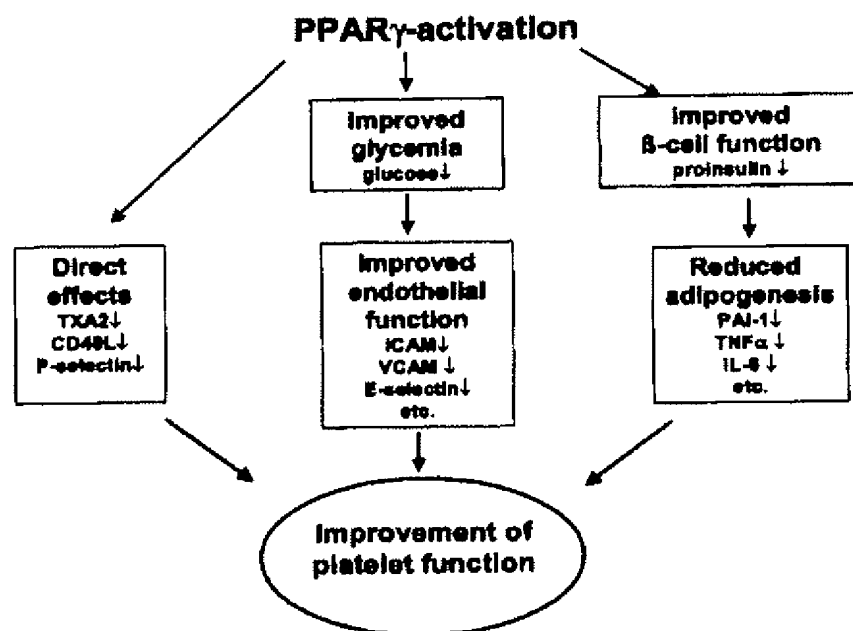 PPARγ-activation
Improved
glycemia
glucose↓
improved
ß-cell function
proinsulin ↓
Direct
effects
TXA2↓
CD40L↓
P-selectin↓
Improved
endothelial
function
ICAM↓
VCAM ↓
E-selectin↓
etc.
Reduced
adipogenesis
PAI-1↓
TNFα ↓
IL-6 ↓
etc.
Improvement of
platelet function